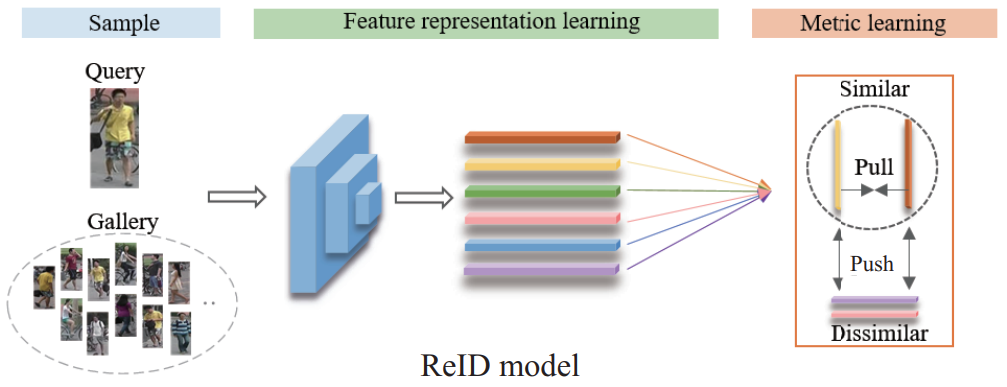 Sample
Feature representation learning
Metric learning
Query
Gallery
Similar
Pull
Push
Dissimilar
ReID model